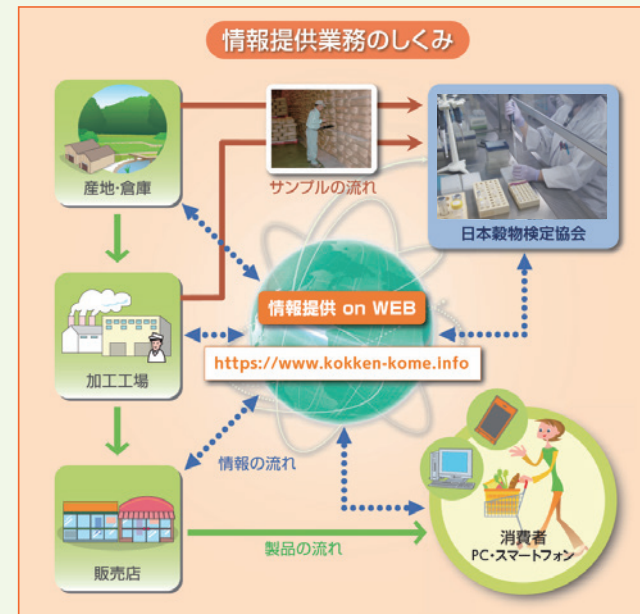 情報提供業務のしくみ
産地・倉庫
サンプルの流れ
日本穀物検定協会
情報提供 on WEB
https://www.kokken-kome.info
加工工場
情報の流れ
販売店
製品の流れ
消費者
PC・スマートフォン